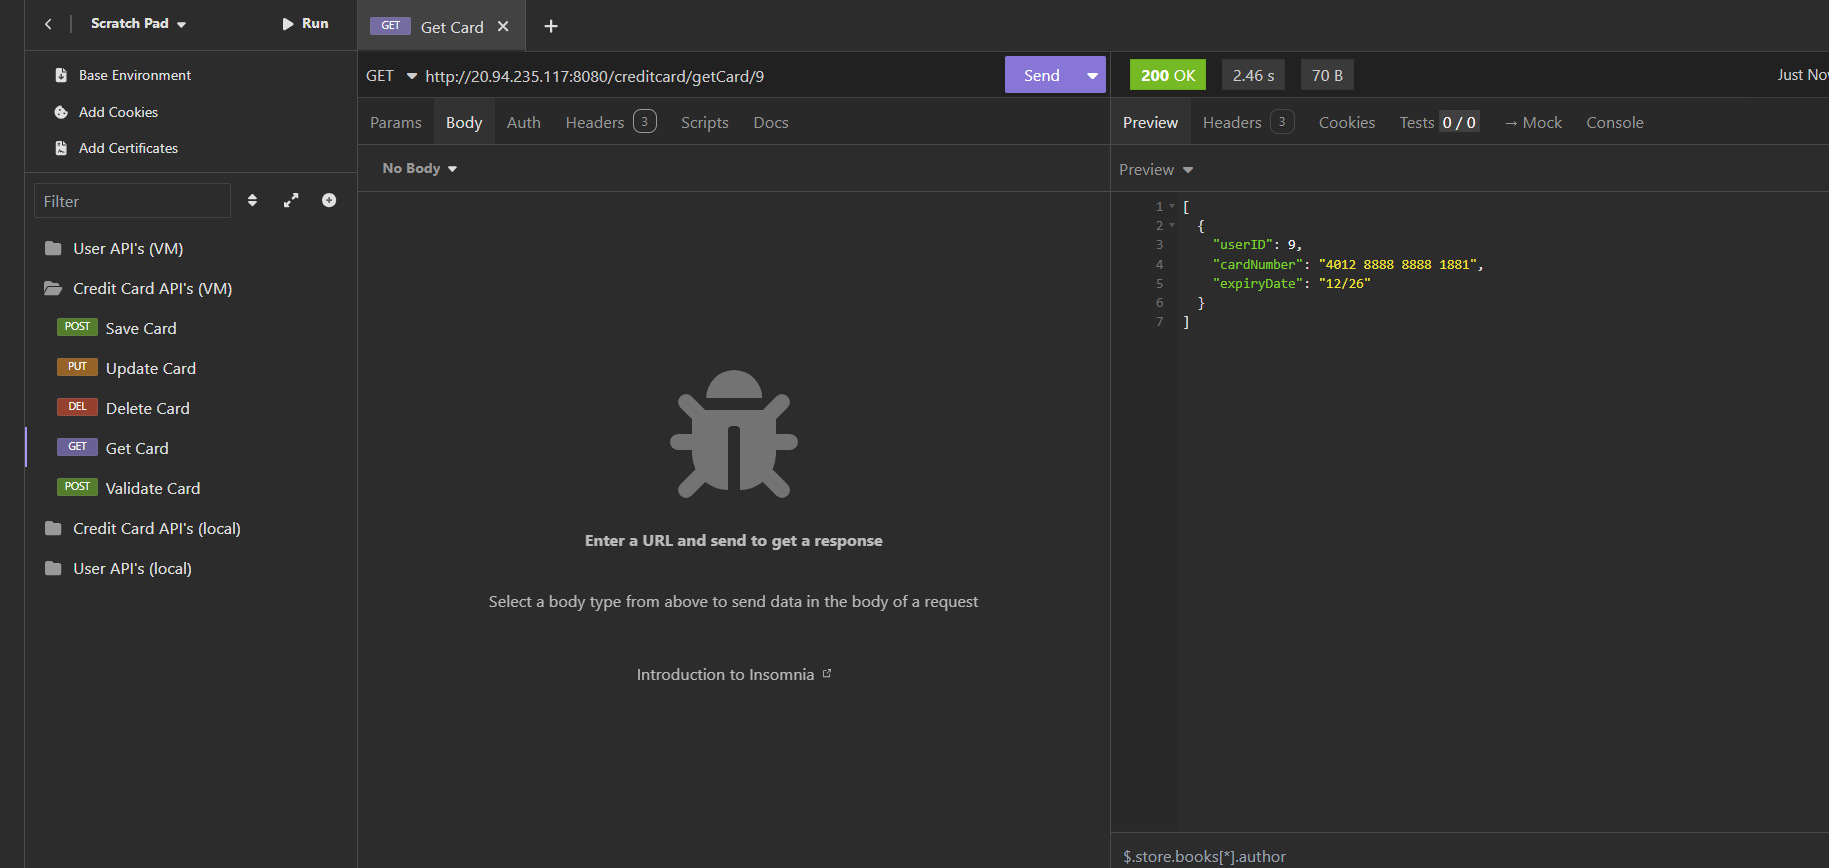 Scratch Pad
Run
Base Environment
Add Cookies
Add Certificates
Filter
User API's (VM)
Credit Card API's (VM)
POST Save Card
PUT Update Card
DEL Delete Card
GET Get Card
POST Validate Card
Credit Card API's (local)
User API's (local)
GET Get Card
GET http://20.94.235.117:8080/creditcard/getCard/9 Send
Params Body Auth Headers 3 Scripts Docs
No Body
Enter a URL and send to get a response
Select a body type from above to send data in the body of a request
Introduction to Insomnia
200 OK 2.46 s 70 B Just Now
Preview Headers 3 Cookies Tests 0 / 0 → Mock Console
Preview
1 [
2 {
3 "userID": 9,
4 "cardNumber": "4012 8888 8888 1881",
5 "expiryDate": "12/26"
6 }
7 ]
$.store.books[*].author